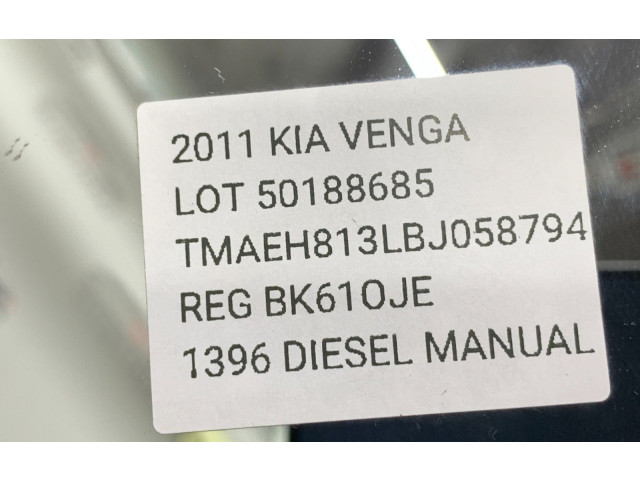 2011 KIA VENGA
LOT 50188685
TMAEH813LBJ058794
REG BK61OJE
1396 DIESEL MANUAL